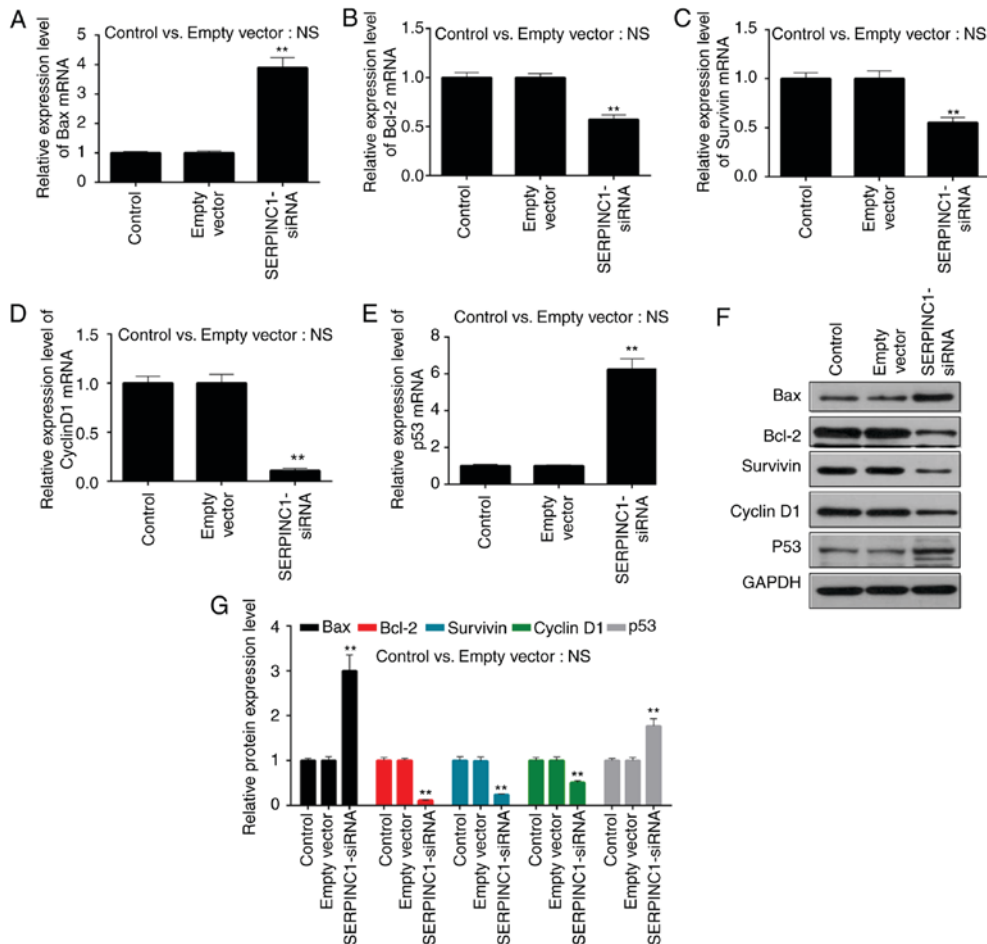 A
Control vs. Empty vector : NS
Relative expression level
of Bax mRNA
5
4
3
2
1
0
**
Control
Empty
vector
SERPINC1-
siRNA
B
Control vs. Empty vector : NS
Relative expression level
of Bcl-2 mRNA
1.5
1.0
0.5
0.0
**
Control
Empty
vector
SERPINC1-
siRNA
C
Control vs. Empty vector : NS
Relative expression level
of Survivin mRNA
1.5
1.0
0.5
0.0
**
Control
Empty
vector
SERPINC1-
siRNA
D
Control vs. Empty vector : NS
Relative expression level of
CyclinD1 mRNA
1.5
1.0
0.5
0.0
**
Control
Empty
vector
SERPINC1-
siRNA
E
Control vs. Empty vector : NS
Relative expression level of
p53 mRNA
8
6
4
2
0
**
Control
Empty
vector
SERPINC1-
siRNA
F
Control
Empty
vector
SERPINC1-
siRNA
Bax
Bcl-2
Survivin
Cyclin D1
P53
GAPDH
G
Bax Bcl-2 Survivin Cyclin D1 p53
Control vs. Empty vector : NS
Relative protein expression level
4
3
2
1
0
**
**
**
**
**
Control
Empty vector
SERPINC1-siRNA
Control
Empty vector
SERPINC1-siRNA
Control
Empty vector
SERPINC1-siRNA
Control
Empty vector
SERPINC1-siRNA
Control
Empty vector
SERPINC1-siRNA